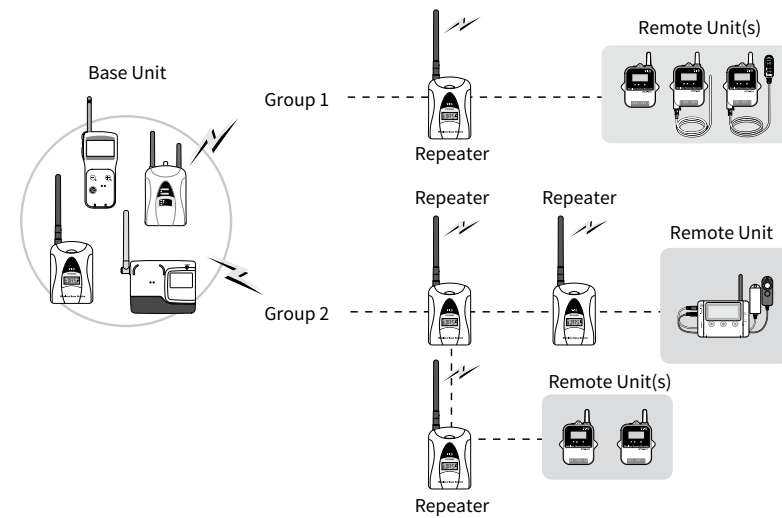 Remote Unit(s)
Base Unit
Group 1
Repeater
Repeater
Repeater
Remote Unit
Group 2
Remote Unit(s)
Repeater